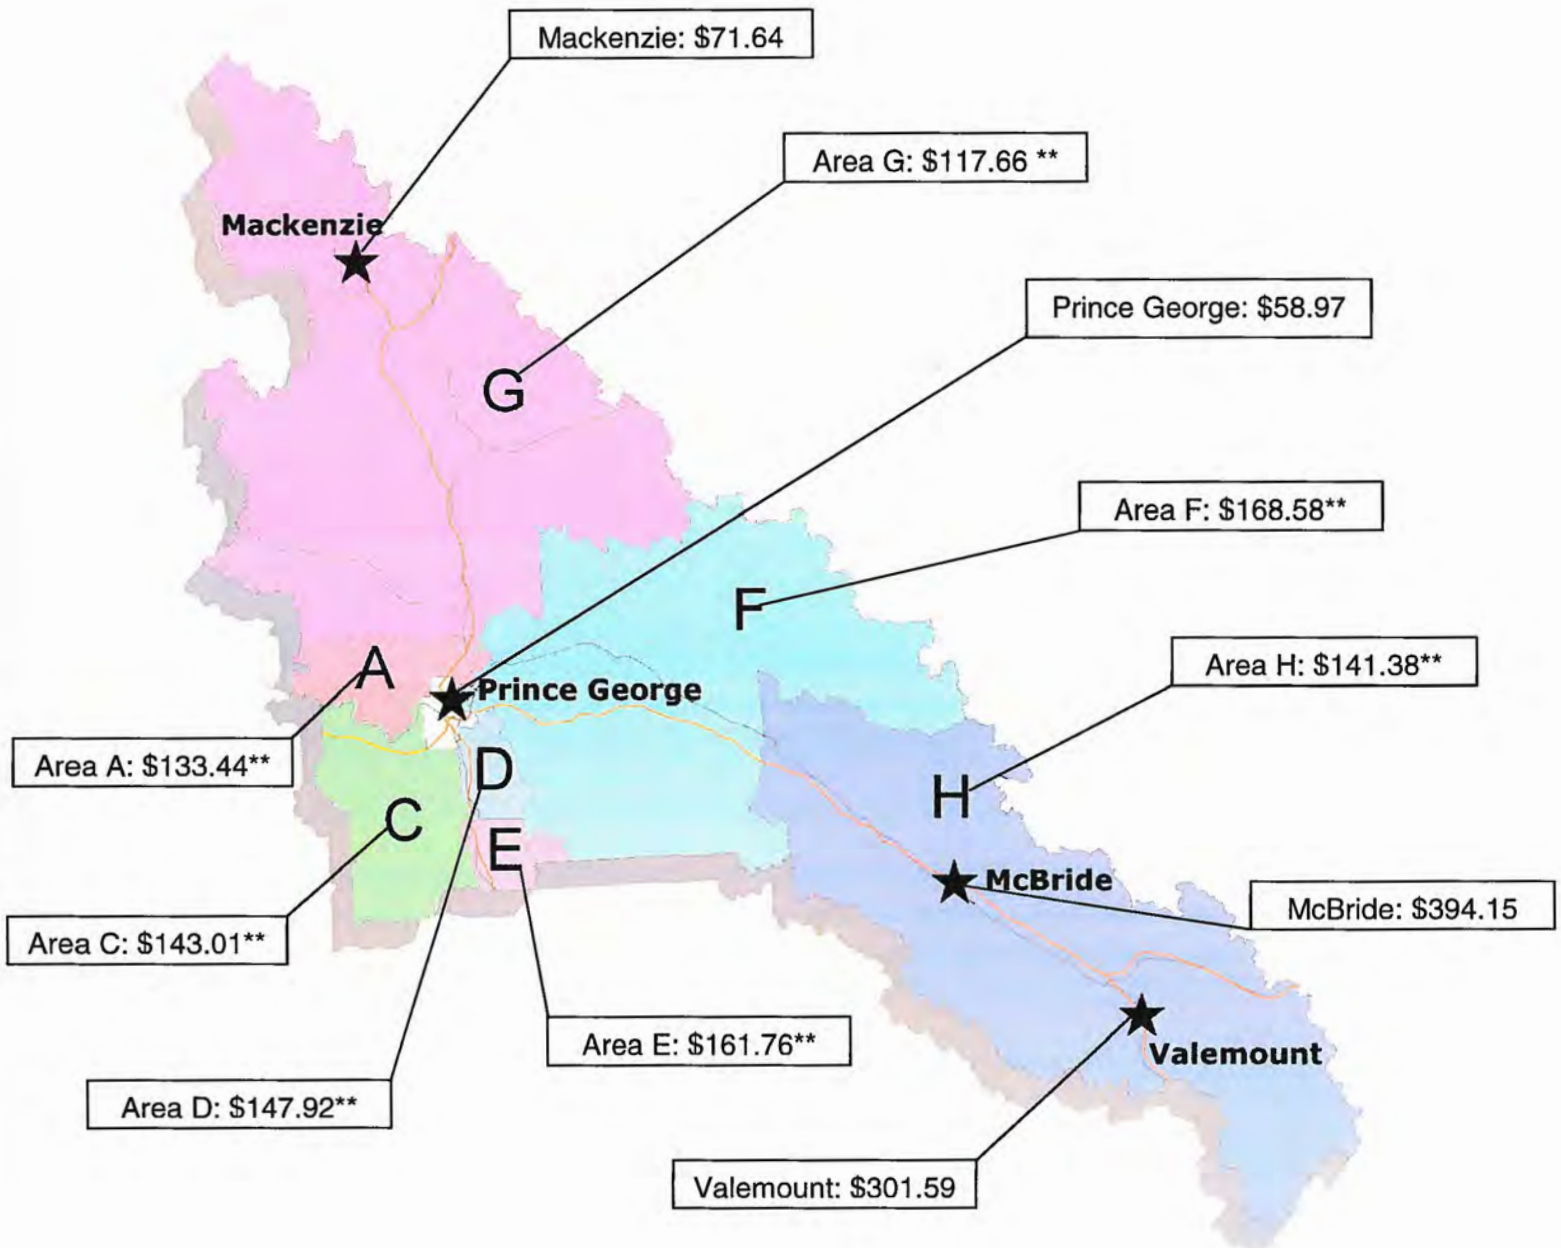 Mackenzie: $71.64
Area G: $117.66 **
Mackenzie
Prince George: $58.97
G
Area F: $168.58**
F
Area H: $141.38**
A
Prince George
Area A: $133.44**
D
H
C
E
McBride
McBride: $394.15
Area C: $143.01**
Area E: $161.76**
Valemount
Area D: $147.92**
Valemount: $301.59